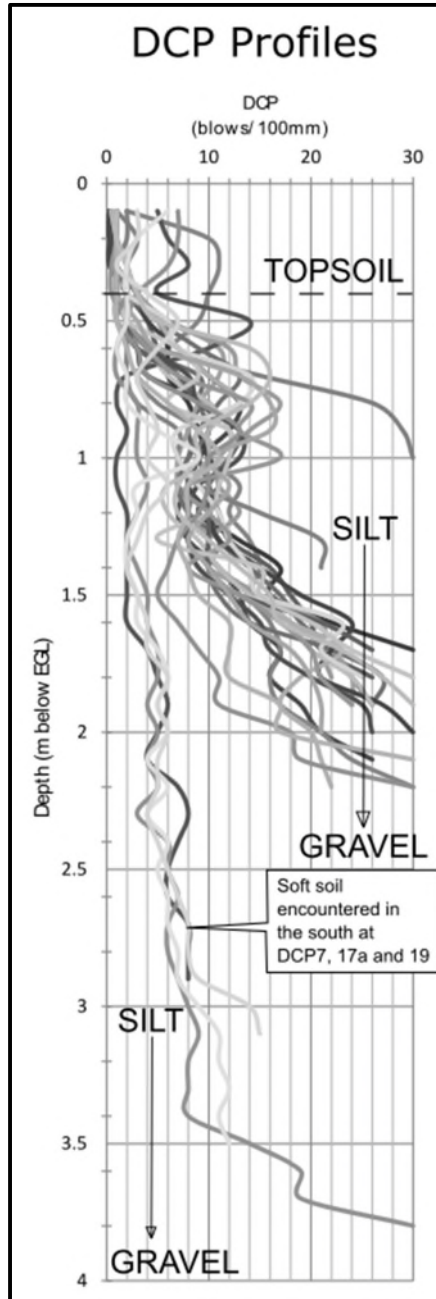 DCP Profiles
DCP
(blows/ 100mm)
0 10 20 30
0
TOPSOIL
0.5
1
SILT
1.5
Depth (m below EGL)
2
GRAVEL
2.5
Soft soil
encountered in
the south at
DCP7, 17a and 19
3
SILT
3.5
GRAVEL
4